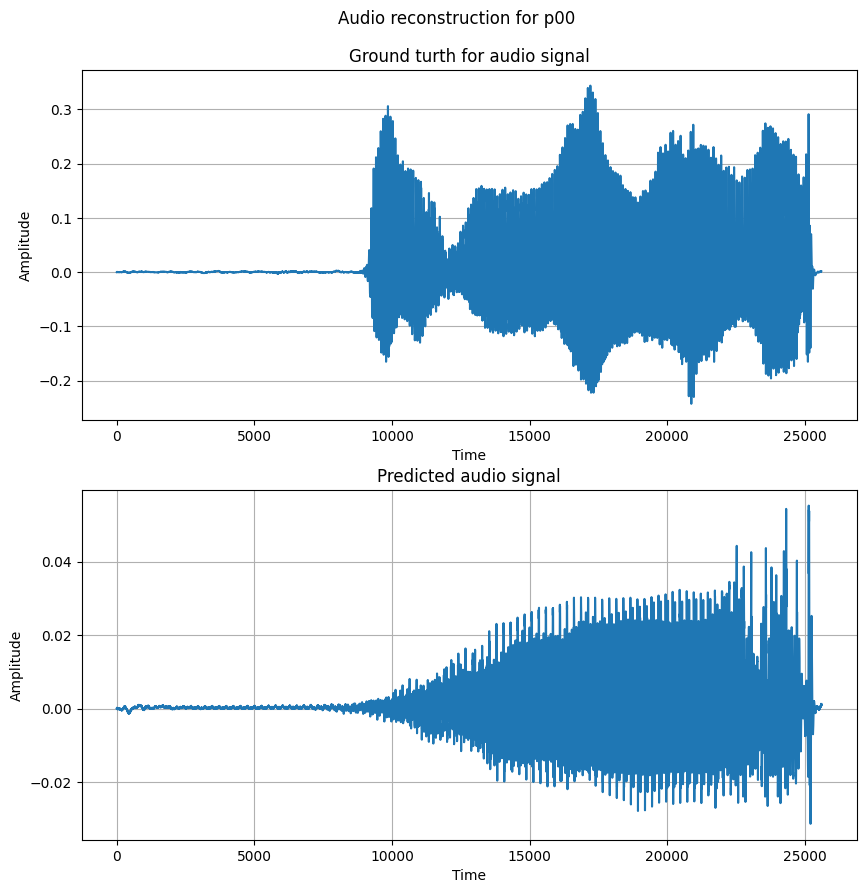 Audio reconstruction for p00
Ground turth for audio signal
0.3
0.2
0.1
0.0
−0.1
−0.2
Amplitude
0 5000 10000 15000 20000 25000
Time
Predicted audio signal
0.04
0.02
0.00
−0.02
Amplitude
0 5000 10000 15000 20000 25000
Time